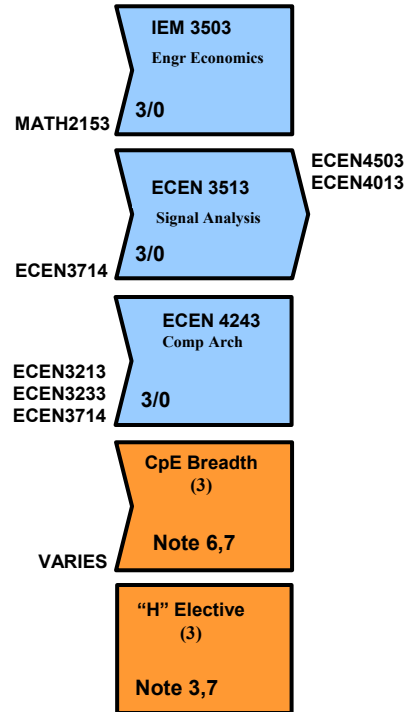 IEM 3503
Engr Economics
3/0
MATH2153
ECEN4503
ECEN4013
ECEN 3513
Signal Analysis
3/0
ECEN3714
ECEN 4243
Comp Arch
ECEN3213
ECEN3233
ECEN3714
3/0
CpE Breadth
(3)
Note 6,7
VARIES
“H” Elective
(3)
Note 3,7